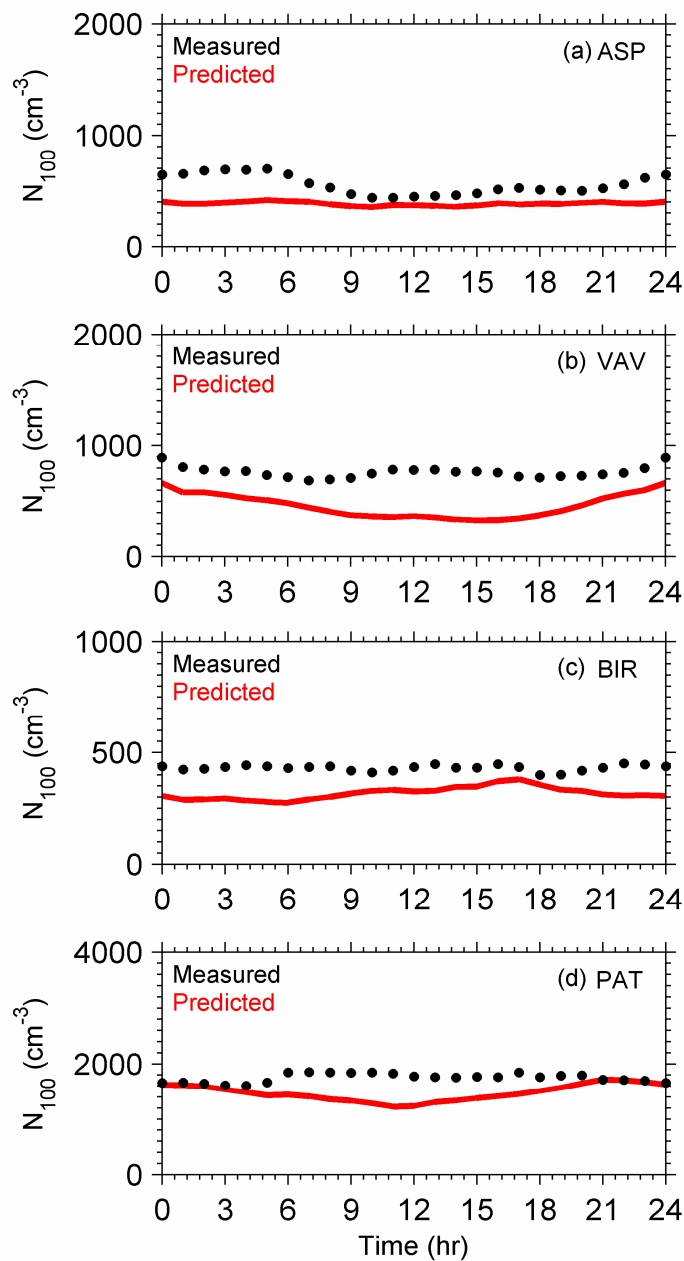 2000
Measured
(a) ASP
Predicted
1000
N100 (cm-3)
0
0 3 6 9 12 15 18 21 24
2000
Measured
(b) VAV
Predicted
1000
N100 (cm-3)
0
0 3 6 9 12 15 18 21 24
1000
Measured
(c) BIR
Predicted
500
N100 (cm-3)
0
0 3 6 9 12 15 18 21 24
4000
Measured
(d) PAT
Predicted
2000
N100 (cm-3)
0
0 3 6 9 12 15 18 21 24
Time (hr)